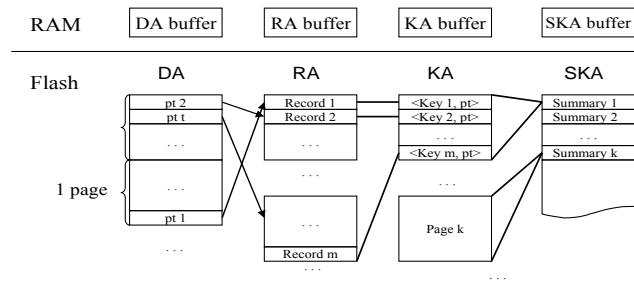 RAM
DA buffer
RA buffer
KA buffer
SKA buffer
Flash
DA
RA
KA
SKA
pt 2
pt t
. . .
. . .
pt 1
. . .
1 page
Record 1
Record 2
. . .
. . .
. . .
Record m
. . .
<Key 1, pt>
<Key 2, pt>
. . .
<Key m, pt>
. . .
Page k
. . .
Summary 1
Summary 2
. . .
Summary k